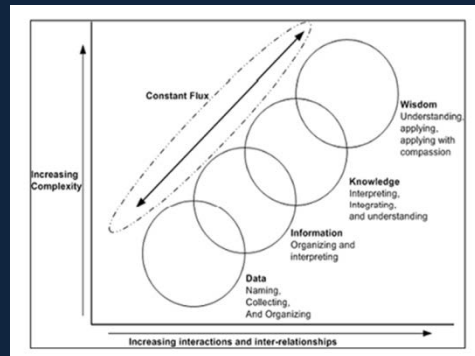 Constant Flux
Wisdom
Understanding,
applying,
applying with
compassion
Increasing
Complexity
Knowledge
Interpreting,
Integrating,
and understanding
Information
Organizing and
interpreting
Data
Naming,
Collecting,
And Organizing
Increasing interactions and inter-relationships